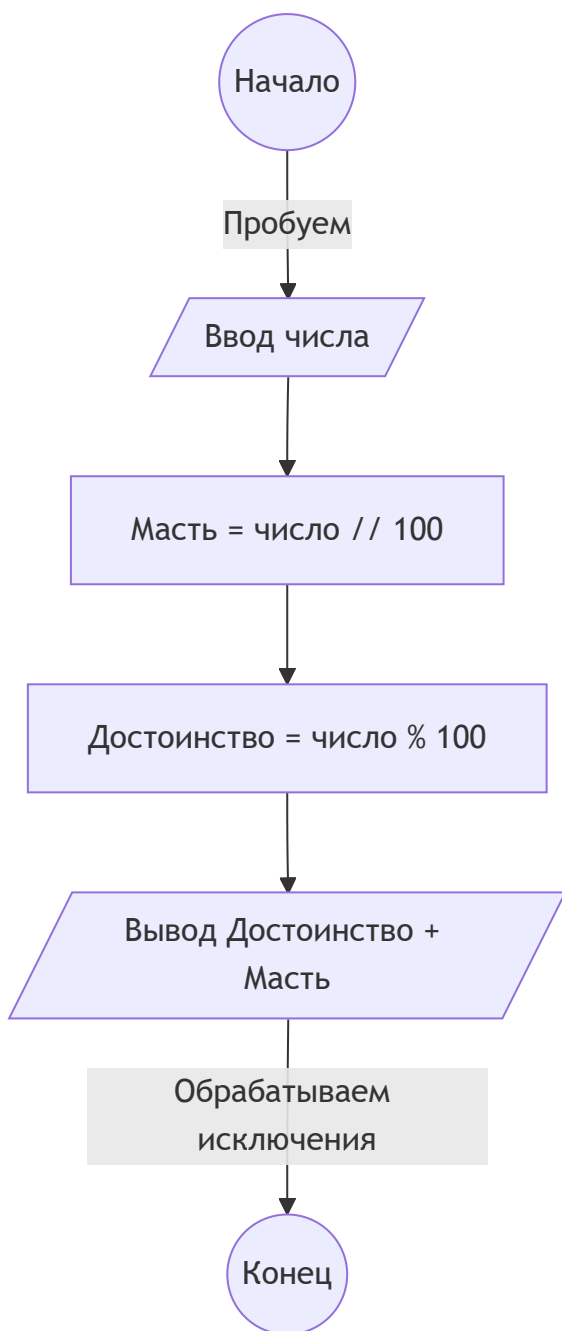 Начало
Пробуем
Ввод числа
Масть = число // 100
Достоинство = число % 100
Вывод Достоинство +
Масть
Обрабатываем
исключения
Конец